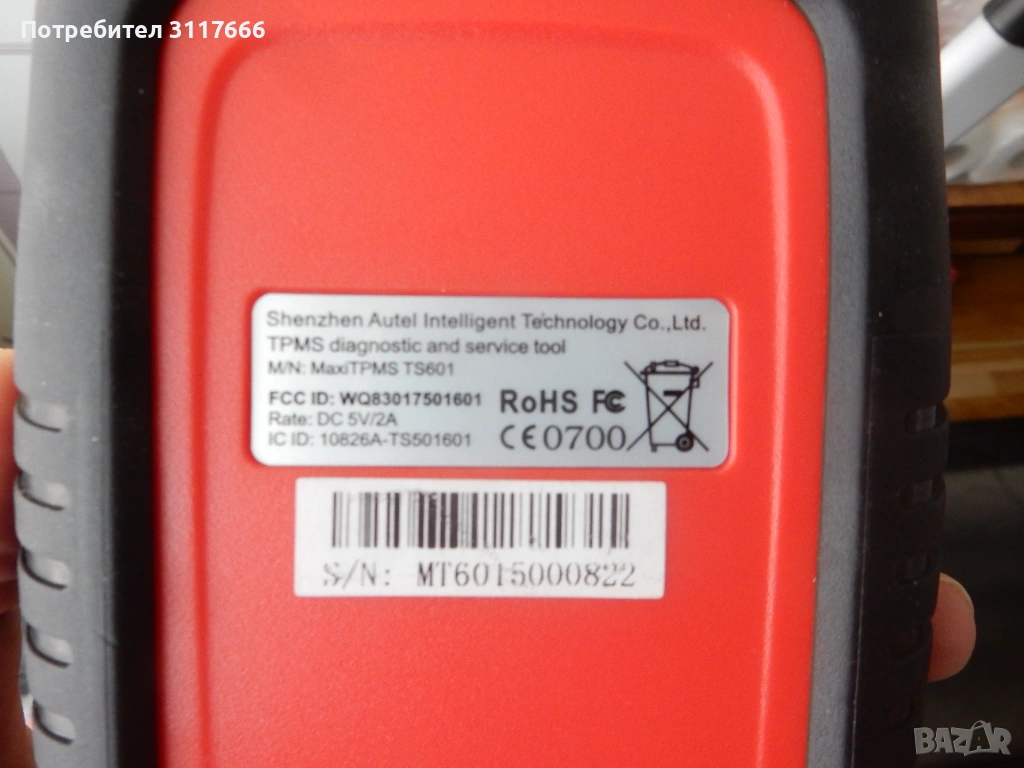 Потребител 3117666
Shenzhen Autel Intelligent Technology Co.,Ltd.
TPMS diagnostic and service tool
M/N: MaxiTPMS TS601
FCC ID: WQ83017501601
Rate: DC 5V/2A
IC ID: 10826A-TS501601
RoHS FC
CE0700
S/N: MT6015000822
BAZAR